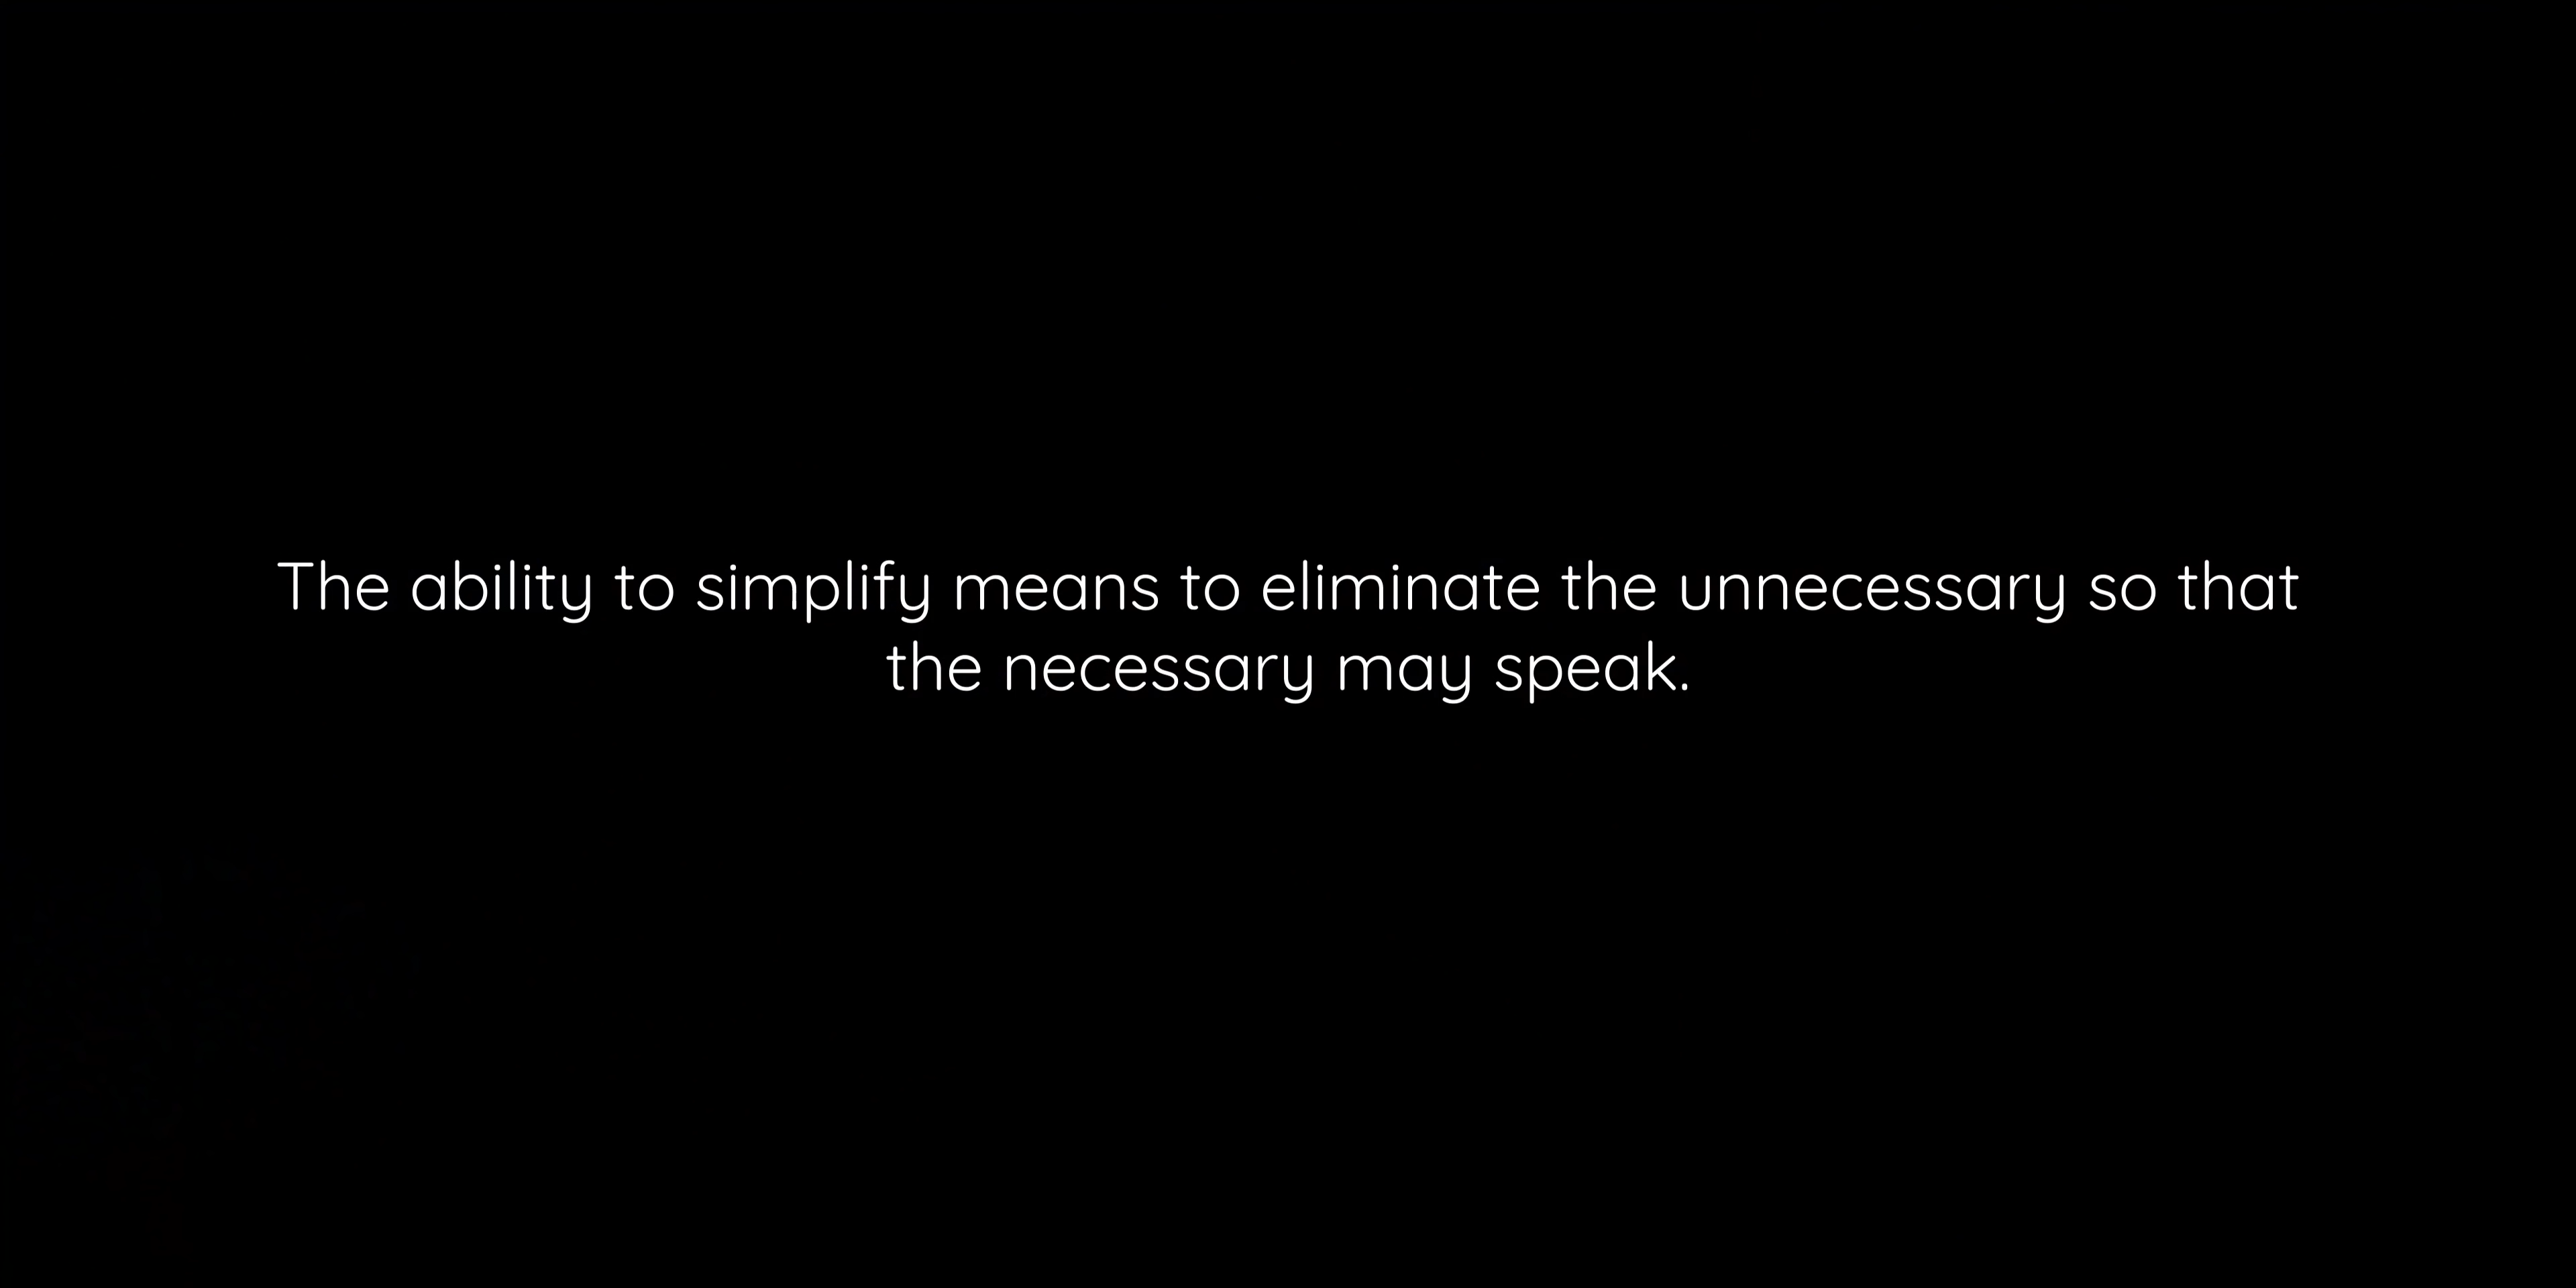 The ability to simplify means to eliminate the unnecessary so that
the necessary may speak.